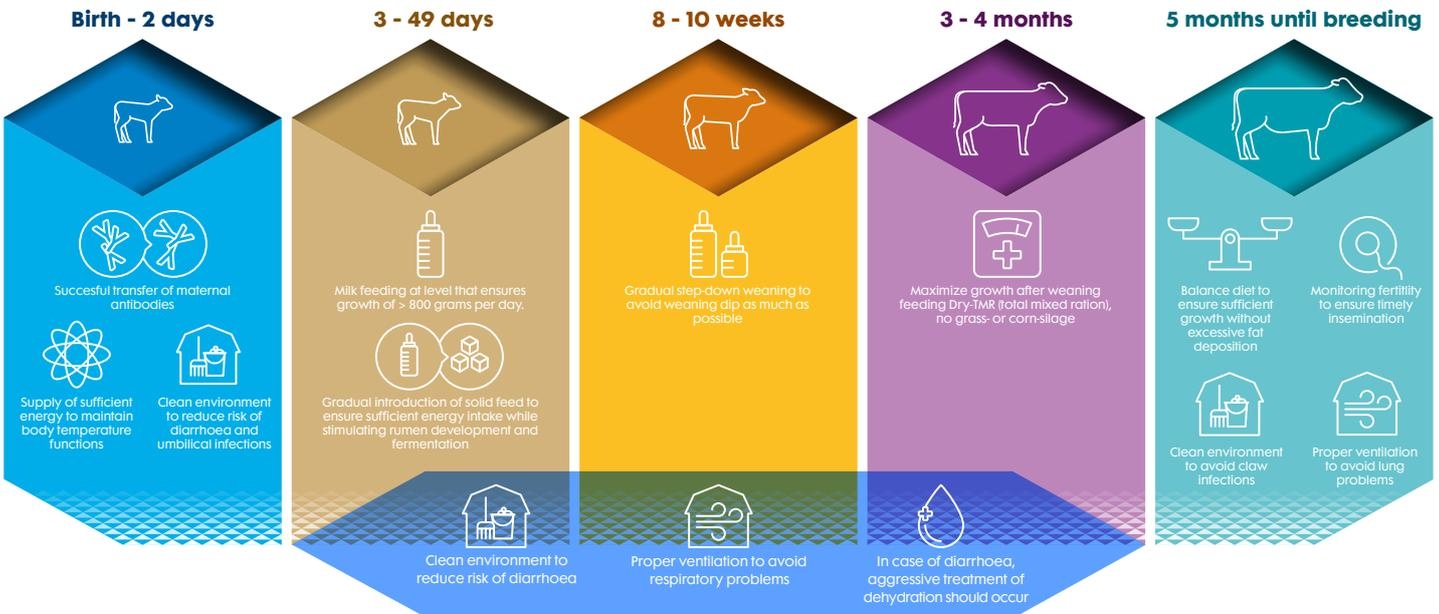 Birth - 2 days
3 - 49 days
8 - 10 weeks
3 - 4 months
5 months until breeding
Succesful transfer of maternal
antibodies
Supply of sufficient
energy to maintain
body temperature
functions
Clean environment
to reduce risk of
diarrhoea and
umbilical infections
Milk feeding at level that ensures
growth of > 800 grams per day.
Gradual introduction of solid feed to
ensure sufficient energy intake while
stimulating rumen development and
fermentation
Gradual step-down weaning to
avoid weaning dip as much as
possible
Maximize growth after weaning
feeding Dry-TMR (total mixed ration),
no grass- or corn-silage
Balance diet to
ensure sufficient
growth without
excessive fat
deposition
Monitoring fertitliy
to ensure timely
insemination
Clean environment
to avoid claw
infections
Proper ventilation
to avoid lung
problems
Clean environment to
reduce risk of diarrhoea
Proper ventilation to avoid
respiratory problems
In case of diarrhoea,
aggressive treatment of
dehydration should occur